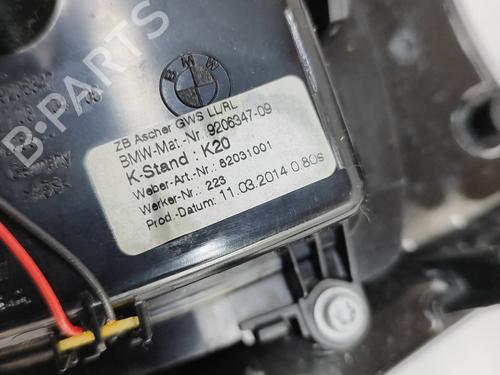 B-PARTS
BMW
Germany
ZB Ascher GWS LL/RL
BMW-Mat.-Nr. 9206347-09
K-Stand : K20
Weber-Art.-Nr.: 82031001
Werker-Nr.: 223
Prod.-Datum: 11.03.2014 0.80s